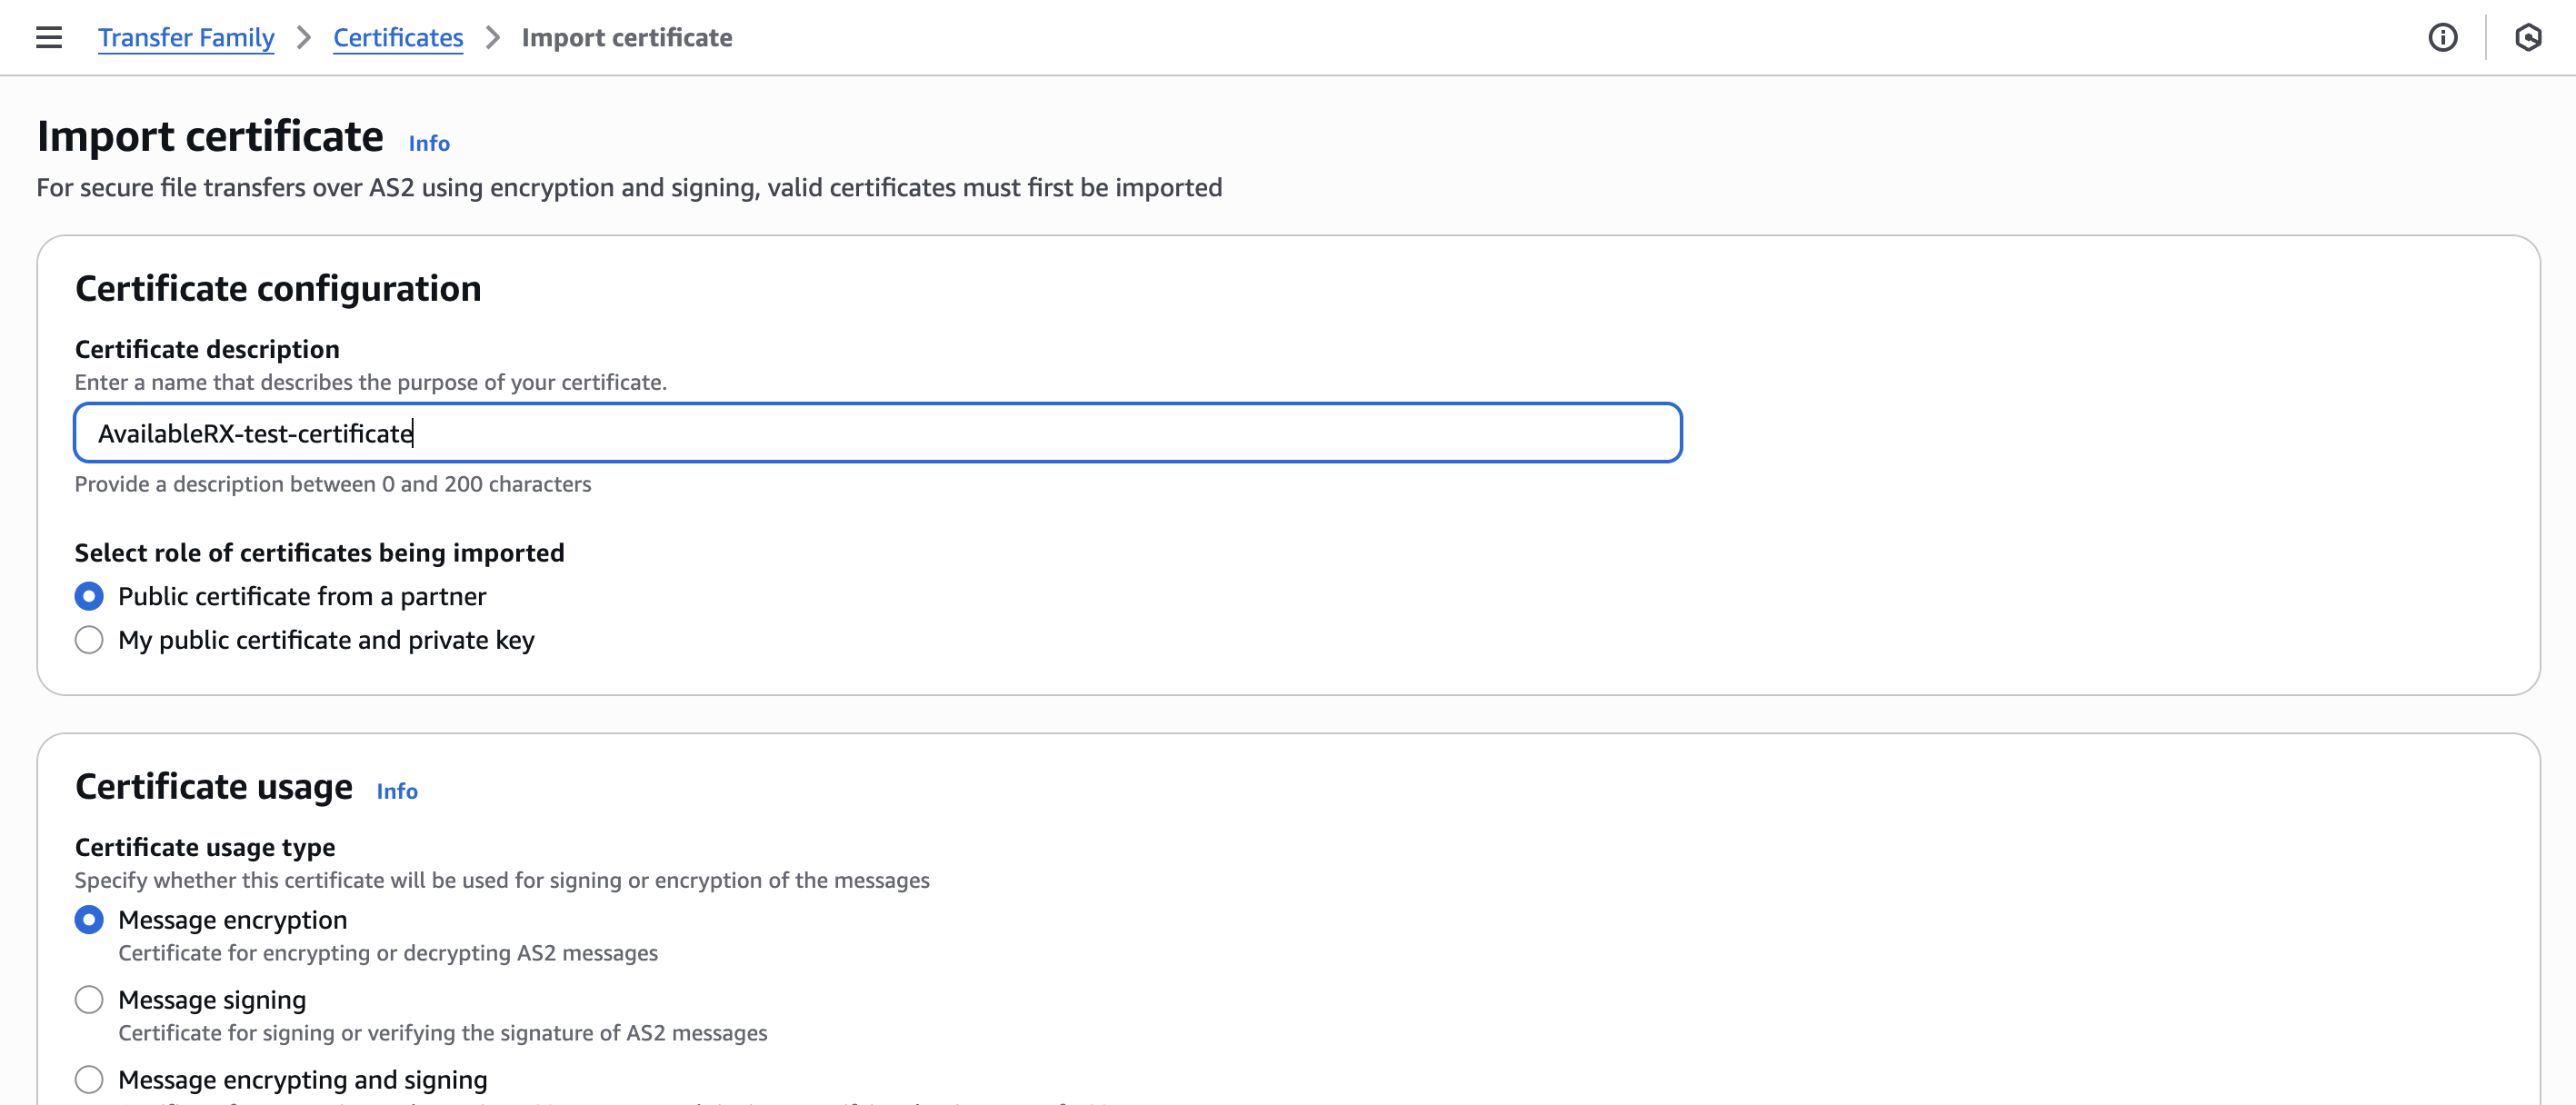 Transfer Family > Certificates > Import certificate
Import certificate Info
For secure file transfers over AS2 using encryption and signing, valid certificates must first be imported
Certificate configuration
Certificate description
Enter a name that describes the purpose of your certificate.
AvailableRX-test-certificate
Provide a description between 0 and 200 characters
Select role of certificates being imported
Public certificate from a partner
My public certificate and private key
Certificate usage Info
Certificate usage type
Specify whether this certificate will be used for signing or encryption of the messages
Message encryption
Certificate for encrypting or decrypting AS2 messages
Message signing
Certificate for signing or verifying the signature of AS2 messages
Message encrypting and signing